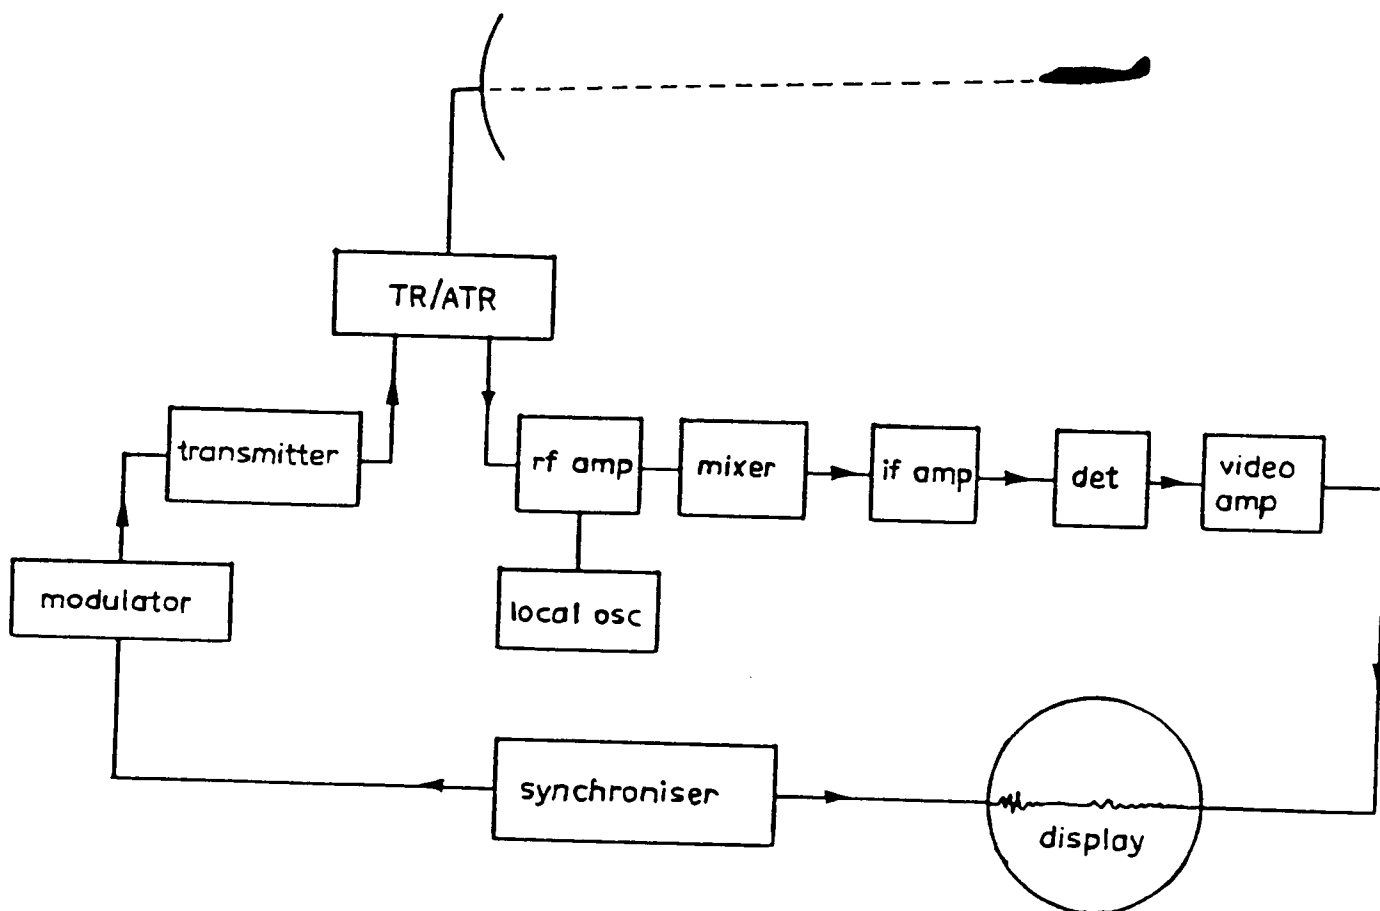 TR/ATR
transmitter
rf amp
mixer
if amp
det
video
amp
modulator
local osc
synchroniser
display